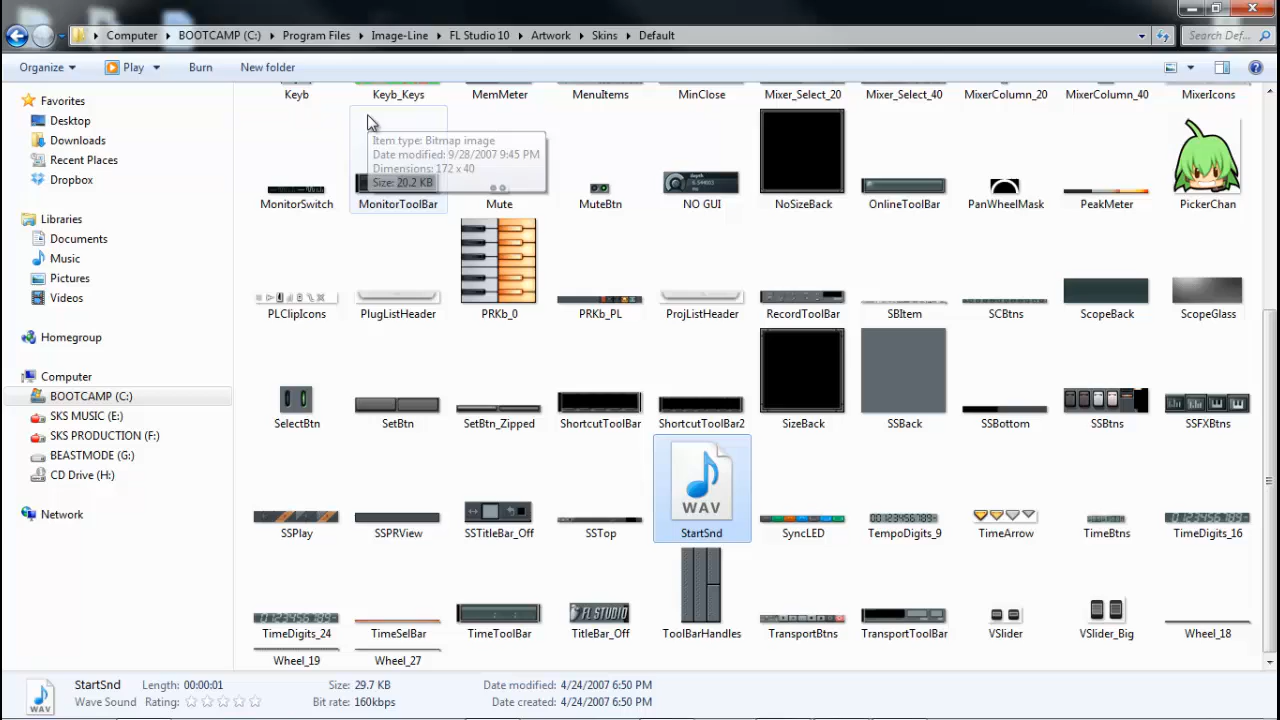 Computer ▸ BOOTCAMP (C:) ▸ Program Files ▸ Image-Line ▸ FL Studio 10 ▸ Artwork ▸ Skins ▸ Default
Search Def...
Organize Play Burn New folder
Favorites
Desktop
Downloads
Recent Places
Dropbox
Libraries
Documents
Music
Pictures
Videos
Homegroup
Computer
BOOTCAMP (C:)
SKS MUSIC (E:)
SKS PRODUCTION (F:)
BEASTMODE (G:)
CD Drive (H:)
Network
Keyb Keyb_Keys MemMeter MenuItems MinClose Mixer_Select_20 Mixer_Select_40 MixerColumn_20 MixerColumn_40 MixerIcons
Item type: Bitmap image
Date modified: 9/28/2007 9:45 PM
Dimensions: 172 x 40
Size: 20.2 KB
depth
MonitorSwitch MonitorToolBar Mute MuteBtn NO GUI NoSizeBack OnlineToolBar PanWheelMask PeakMeter PickerChan
PLClipIcons PlugListHeader PRKb_0 PRKb_PL ProjListHeader RecordToolBar SBItem SCBtns ScopeBack ScopeGlass
SelectBtn SetBtn SetBtn_Zipped ShortcutToolBar ShortcutToolBar2 SizeBack SSBack SSBottom SSBtns SSFXBtns
WAV
SSPlay SSPRView SSTitleBar_Off SSTop StartSnd SyncLED TempoDigits_9 TimeArrow TimeBtns TimeDigits_16
FL STUDIO
TimeDigits_24 TimeSelBar TimeToolBar TitleBar_Off ToolBarHandles TransportBtns TransportToolBar VSlider VSlider_Big Wheel_18
Wheel_19 Wheel_27
StartSnd Length: 00:00:01 Size: 29.7 KB Date modified: 4/24/2007 6:50 PM
Wave Sound Rating: Bit rate: 160kbps Date created: 4/24/2007 6:50 PM